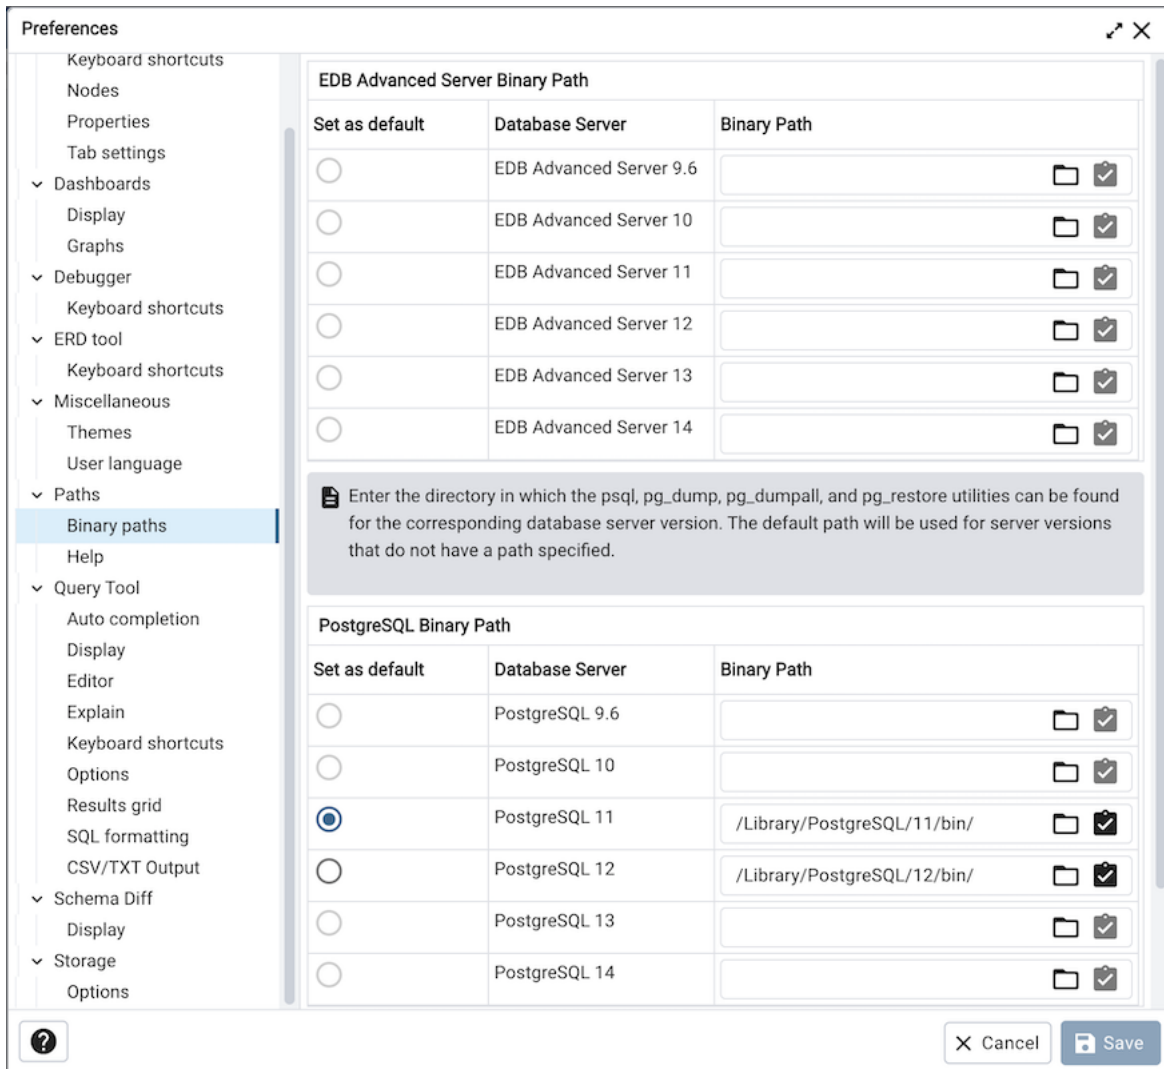 Preferences
Keyboard shortcuts
Nodes
Properties
Tab settings
Dashboards
Display
Graphs
Debugger
Keyboard shortcuts
ERD tool
Keyboard shortcuts
Miscellaneous
Themes
User language
Paths
Binary paths
Help
Query Tool
Auto completion
Display
Editor
Explain
Keyboard shortcuts
Options
Results grid
SQL formatting
CSV/TXT Output
Schema Diff
Display
Storage
Options
EDB Advanced Server Binary Path
Set as default Database Server Binary Path
EDB Advanced Server 9.6
EDB Advanced Server 10
EDB Advanced Server 11
EDB Advanced Server 12
EDB Advanced Server 13
EDB Advanced Server 14
Enter the directory in which the psql, pg_dump, pg_dumpall, and pg_restore utilities can be found
for the corresponding database server version. The default path will be used for server versions
that do not have a path specified.
PostgreSQL Binary Path
Set as default Database Server Binary Path
PostgreSQL 9.6
PostgreSQL 10
PostgreSQL 11 /Library/PostgreSQL/11/bin/
PostgreSQL 12 /Library/PostgreSQL/12/bin/
PostgreSQL 13
PostgreSQL 14
Cancel Save